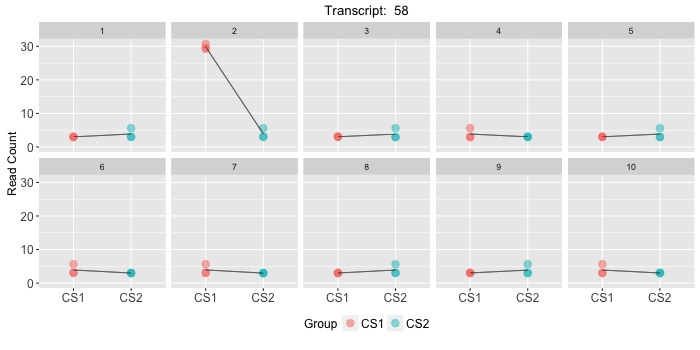 Transcript: 58
1 2 3 4 5
30
20
10
0
Read Count
6 7 8 9 10
30
20
10
0
CS1 CS2 CS1 CS2 CS1 CS2 CS1 CS2 CS1 CS2
Group CS1 CS2